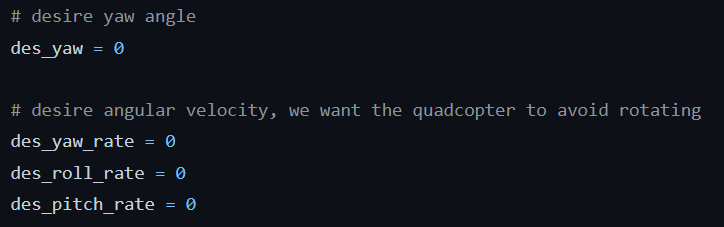 # desire yaw angle
des_yaw = 0
# desire angular velocity, we want the quadcopter to avoid rotating
des_yaw_rate = 0
des_roll_rate = 0
des_pitch_rate = 0